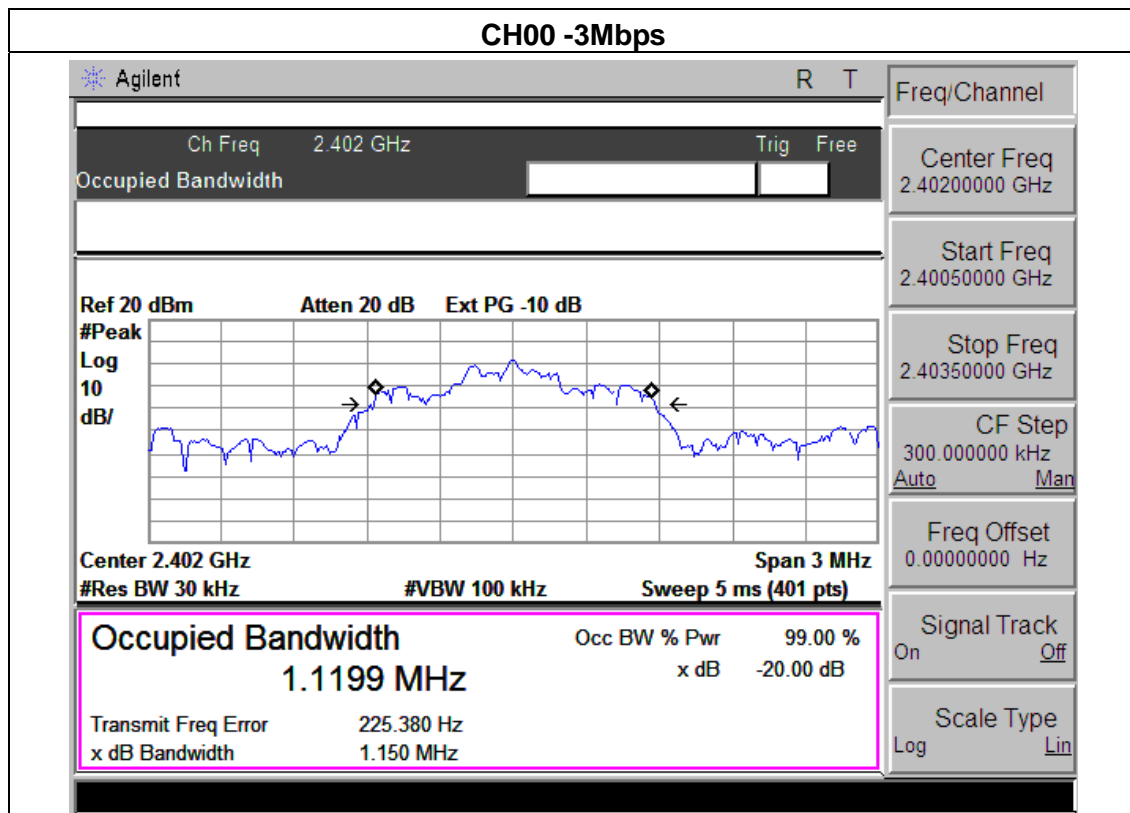 CH00 -3Mbps
Agilent
R T
Freq/Channel
Ch Freq 2.402 GHz
Trig Free
Occupied Bandwidth
Center Freq
2.40200000 GHz
Start Freq
2.40050000 GHz
Stop Freq
2.40350000 GHz
CF Step
300.000000 kHz
Auto Man
Freq Offset
0.00000000 Hz
Signal Track
On Off
Scale Type
Log Lin
Ref 20 dBm Atten 20 dB Ext PG -10 dB
#Peak
Log
10
dB/
Center 2.402 GHz Span 3 MHz
#Res BW 30 kHz #VBW 100 kHz Sweep 5 ms (401 pts)
Occupied Bandwidth
1.1199 MHz
Occ BW % Pwr 99.00 %
x dB -20.00 dB
Transmit Freq Error 225.380 Hz
x dB Bandwidth 1.150 MHz